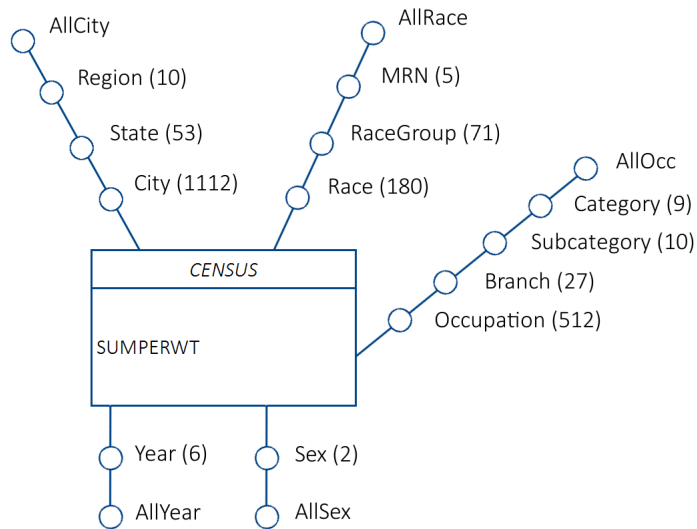 AllCity
Region (10)
State (53)
City (1112)
AllRace
MRN (5)
RaceGroup (71)
Race (180)
AllOcc
Category (9)
Subcategory (10)
Branch (27)
Occupation (512)
CENSUS
SUMPERWT
Year (6)
AllYear
Sex (2)
AllSex